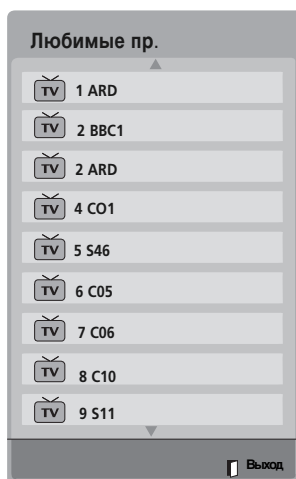 Любимые пр.
TV 1 ARD
TV 2 BBC1
TV 2 ARD
TV 4 CO1
TV 5 S46
TV 6 C05
TV 7 C06
TV 8 C10
TV 9 S11
Выход